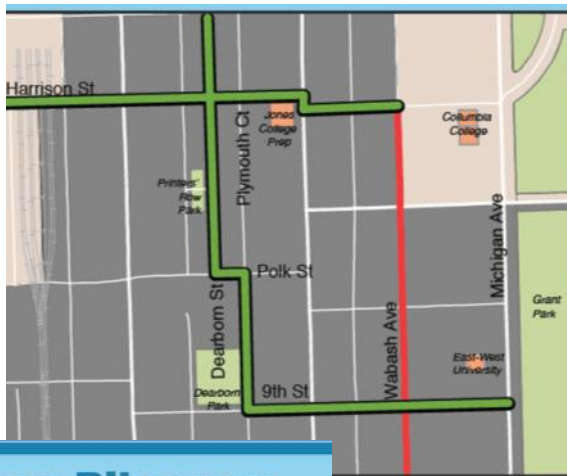 Harrison St
Jones
College
Prep
Columbia
College
Plymouth Ct
Printers'
Row
Park
Michigan Ave
Polk St
Dearborn St
Wabash Ave
Grant
Park
East-West
University
Dearborn
Park
9th St